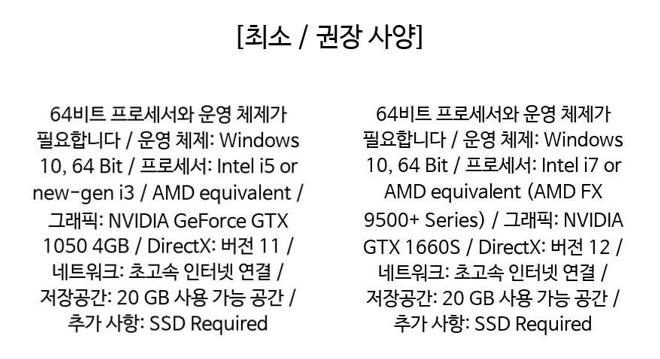 [최소 / 권장 사양]
64비트 프로세서와 운영 체제가
필요합니다 / 운영 체제: Windows
10, 64 Bit / 프로세서: Intel i5 or
new-gen i3 / AMD equivalent /
그래픽: NVIDIA GeForce GTX
1050 4GB / DirectX: 버전 11 /
네트워크: 초고속 인터넷 연결 /
저장공간: 20 GB 사용 가능 공간 /
추가 사항: SSD Required
64비트 프로세서와 운영 체제가
필요합니다 / 운영 체제: Windows
10, 64 Bit / 프로세서: Intel i7 or
AMD equivalent (AMD FX
9500+ Series) / 그래픽: NVIDIA
GTX 1660S / DirectX: 버전 12 /
네트워크: 초고속 인터넷 연결 /
저장공간: 20 GB 사용 가능 공간 /
추가 사항: SSD Required